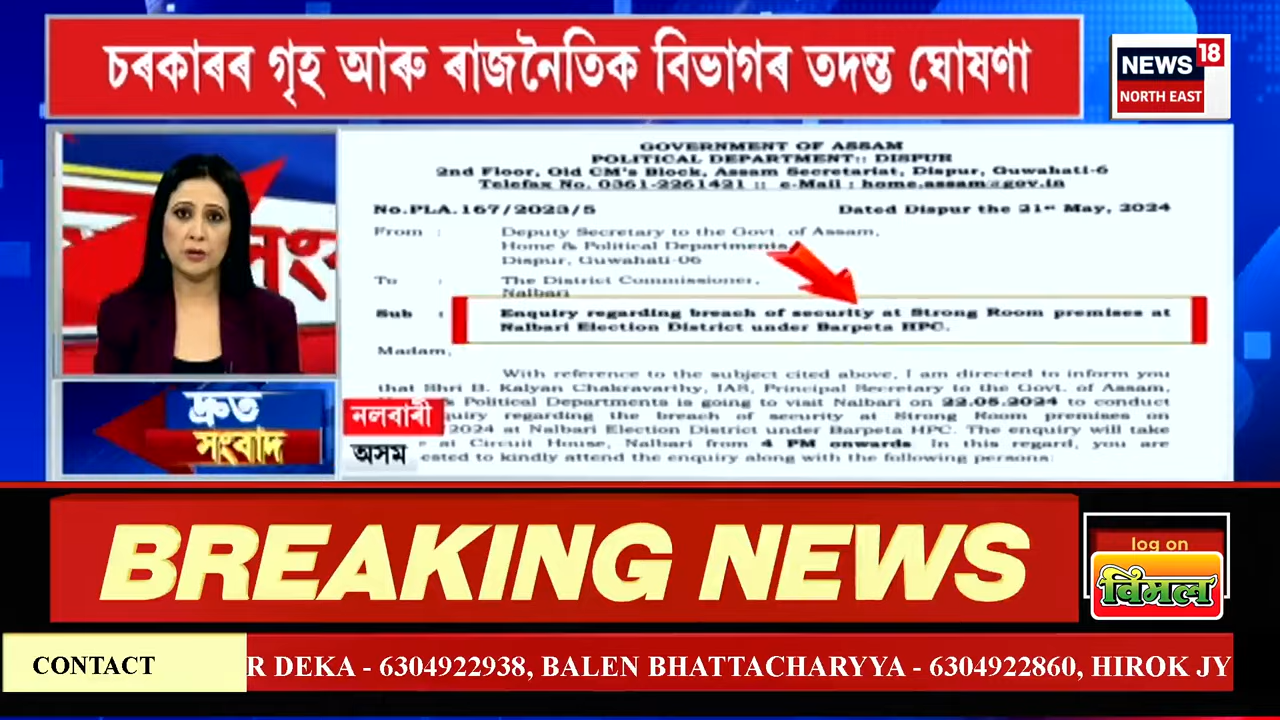 চৰকাৰৰ গৃহ আৰু ৰাজনৈতিক বিভাগৰ তদন্ত ঘোষণা
NEWS 18
NORTH EAST
GOVERNMENT OF ASSAM
POLITICAL DEPARTMENT:: DISPUR
2nd Floor, Old CM's Block, Assam Secretariat, Dispur, Guwahati-6
Telefax No. 0361-2261421 :: e-Mail : home.assam@gov.in
No.PLA.167/2023/5 Dated Dispur the 21st May, 2024
From : Deputy Secretary to the Govt. of Assam,
Home & Political Departments,
Dispur, Guwahati-06
To : The District Commissioner,
Nalbari
Sub : Enquiry regarding breach of security at Strong Room premises at
Nalbari Election District under Barpeta HPC.
Madam,
With reference to the subject cited above, I am directed to inform you
that Shri B. Kalyan Chakravarthy, IAS, Principal Secretary to the Govt. of Assam,
& Political Departments is going to visit Nalbari on 22.05.2024 to conduct
quiry regarding the breach of security at Strong Room premises on
2024 at Nalbari Election District under Barpeta HPC. The enquiry will take
e at Circuit House, Nalbari from 4 PM onwards. In this regard, you are
ested to kindly attend the enquiry along with the following persons:
সংব
দ্ৰুত
সংবাদ
নলবাৰী
অসম
BREAKING NEWS
log on
विमल
CONTACT R DEKA - 6304922938, BALEN BHATTACHARYYA - 6304922860, HIROK JY